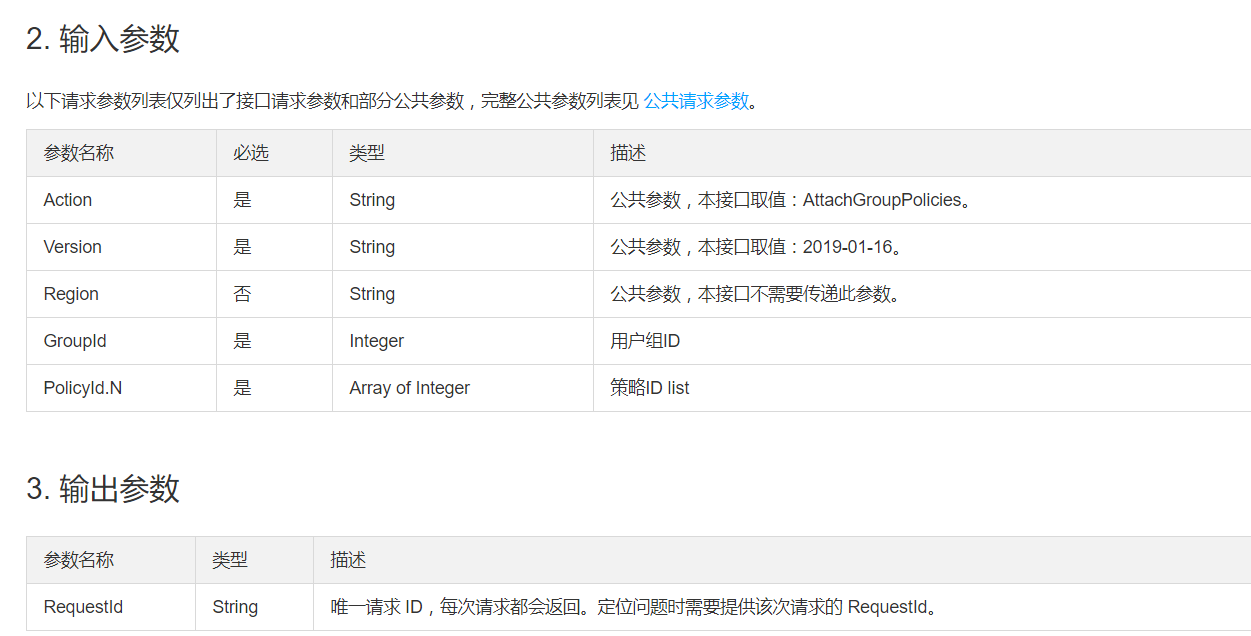 2. 输入参数
以下请求参数列表仅列出了接口请求参数和部分公共参数，完整公共参数列表见 公共请求参数。
参数名称 必选 类型 描述
Action 是 String 公共参数，本接口取值：AttachGroupPolicies。
Version 是 String 公共参数，本接口取值：2019-01-16。
Region 否 String 公共参数，本接口不需要传递此参数。
GroupId 是 Integer 用户组ID
PolicyId.N 是 Array of Integer 策略ID list
3. 输出参数
参数名称 类型 描述
RequestId String 唯一请求 ID，每次请求都会返回。定位问题时需要提供该次请求的 RequestId。